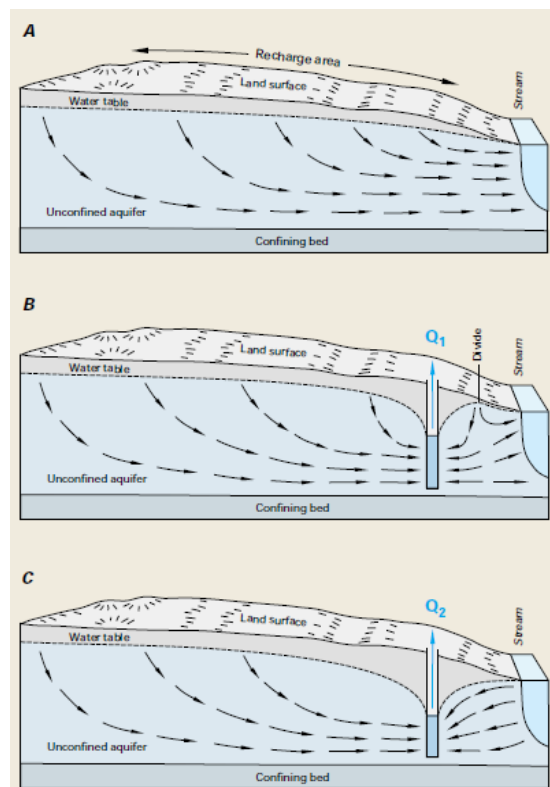 A
Recharge area
Land surface
Stream
Water table
Unconfined aquifer
Confining bed
B
Q1
Divide
Stream
Land surface
Water table
Unconfined aquifer
Confining bed
C
Q2
Stream
Land surface
Water table
Unconfined aquifer
Confining bed